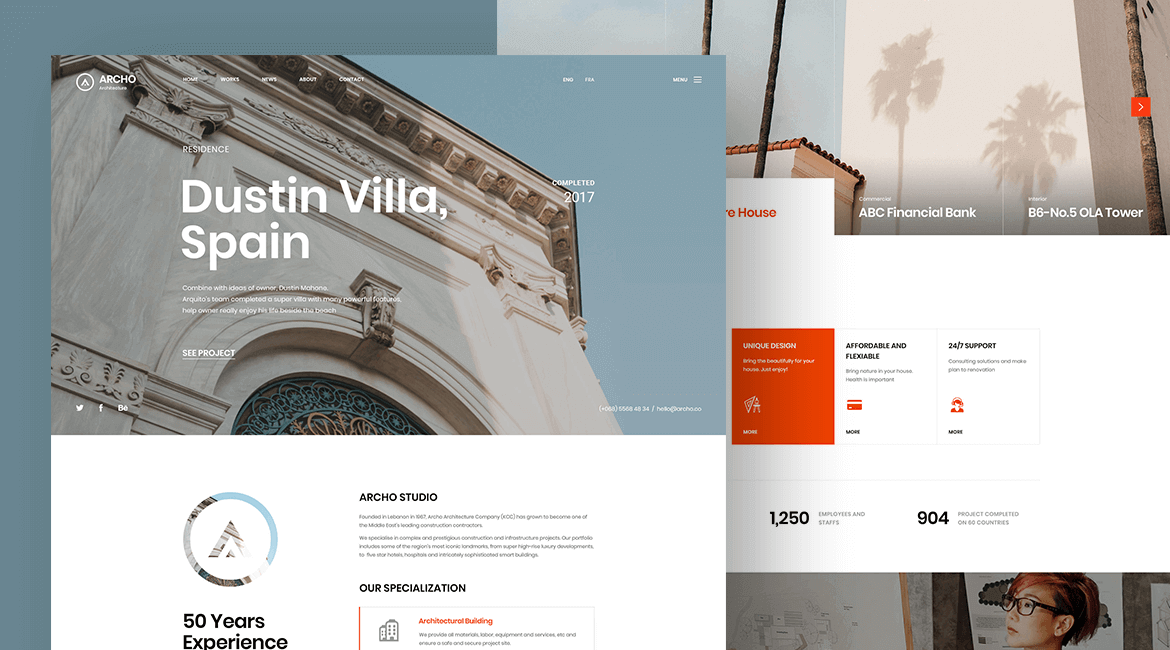 ARCHO
Architecture
HOME WORKS NEWS ABOUT CONTACT
ENG FRA
MENU
RESIDENCE
Dustin Villa,
Spain
COMPLETED
2017
Combine with ideas of owner, Dustin Mahone.
Arquito's team completed a super villa with many powerful features,
help owner really enjoy his life beside the beach
SEE PROJECT
Bē
(+068) 5568 48 34 / hello@archo.co
ARCHO STUDIO
Founded in Lebanon in 1967, Archo Architecture Company (KCC) has grown to become one of
the Middle East's leading construction contractors.
We specialise in complex and prestigious construction and infrastructure projects. Our portfolio
includes some of the region's most iconic landmarks, from super high-rise luxury developments,
to five star hotels, hospitals and intricately sophisticated smart buildings.
OUR SPECIALIZATION
Architectural Building
We provide all materials, labor, equipment and services, etc and
ensure a safe and secure project site.
50 Years
Experience
re House
Commercial
ABC Financial Bank
Interior
B6-No.5 OLA Tower
UNIQUE DESIGN
Bring the beautifully for your
house. Just enjoy!
MORE
AFFORDABLE AND
FLEXIABLE
Bring nature in your house.
Health is important
MORE
24/7 SUPPORT
Consulting solutions and make
plan to renovation
MORE
1,250 EMPLOYEES AND
STAFFS
904 PROJECT COMPLETED
ON 60 COUNTRIES